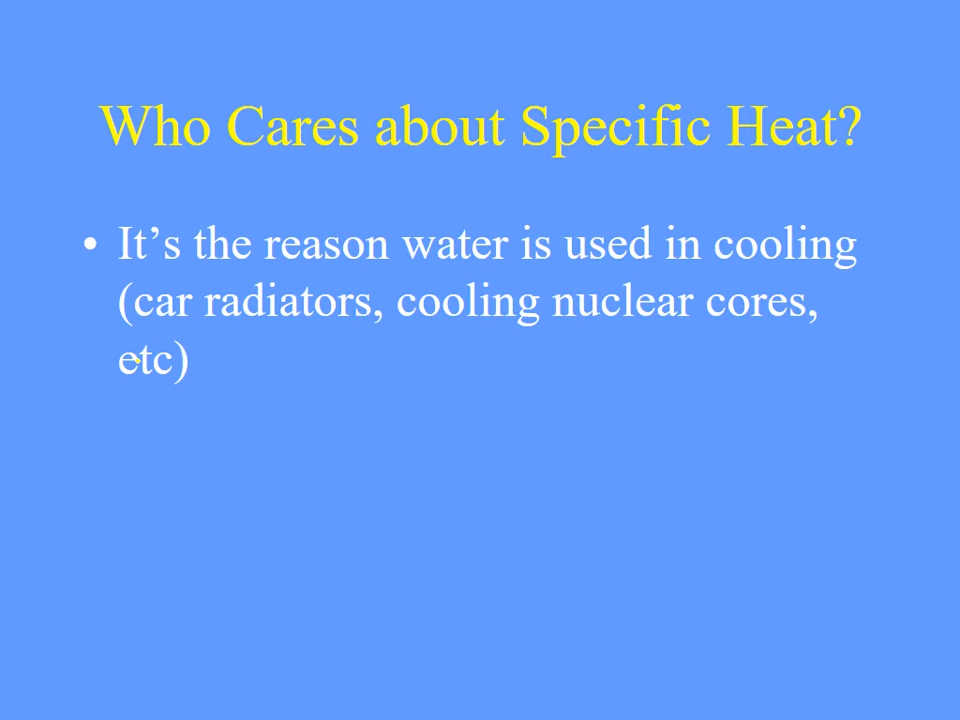 Who Cares about Specific Heat?
• It’s the reason water is used in cooling
(car radiators, cooling nuclear cores,
etc)